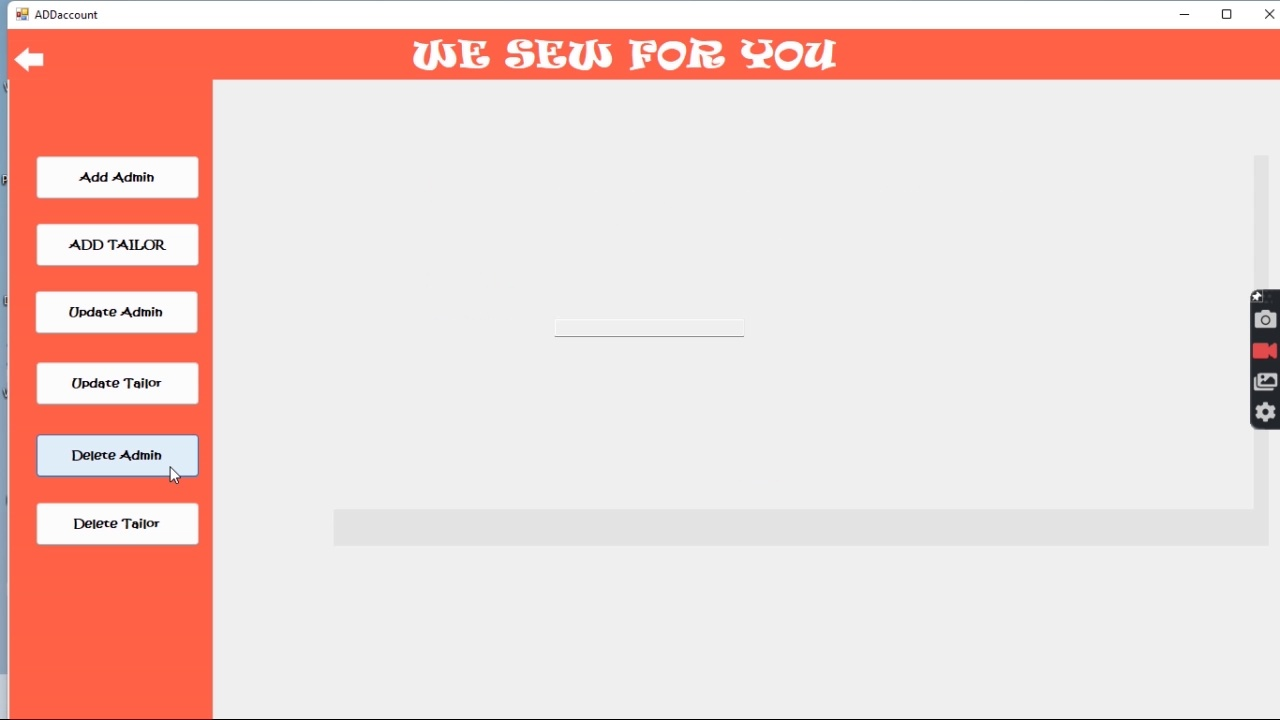 ADDaccount
WE SEW FOR YOU
Add Admin
ADD TAILOR
Update Admin
Update Tailor
Delete Admin
Delete Tailor